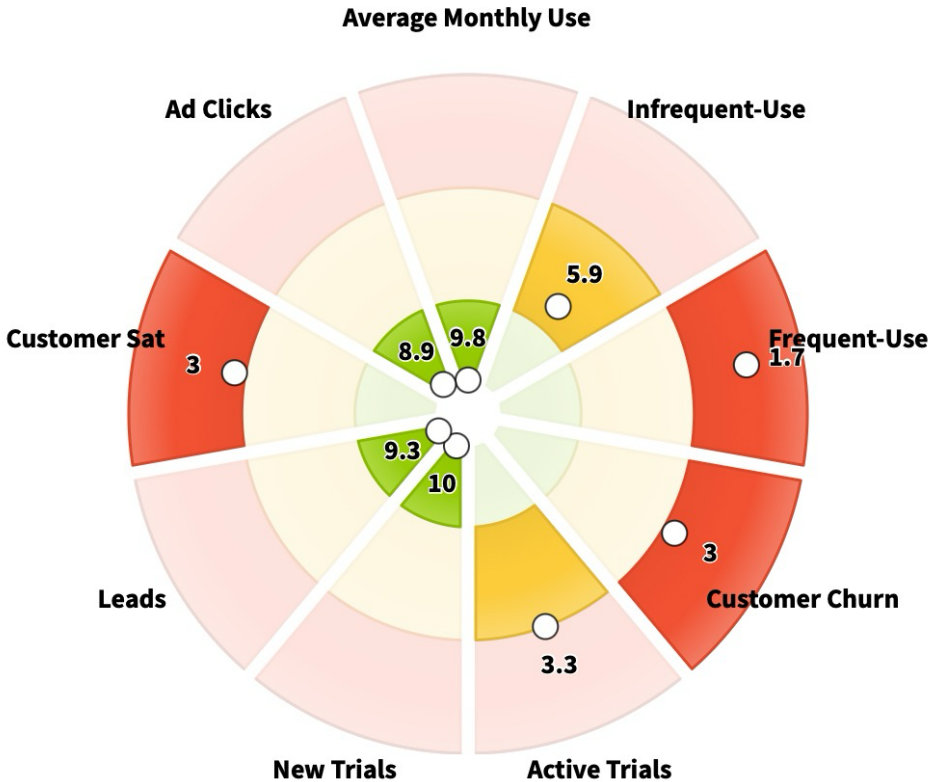 Average Monthly Use
Ad Clicks
Infrequent-Use
5.9
9.8
8.9
Customer Sat
Frequent-Use
3
1.7
9.3
10
3
Leads
Customer Churn
3.3
New Trials
Active Trials